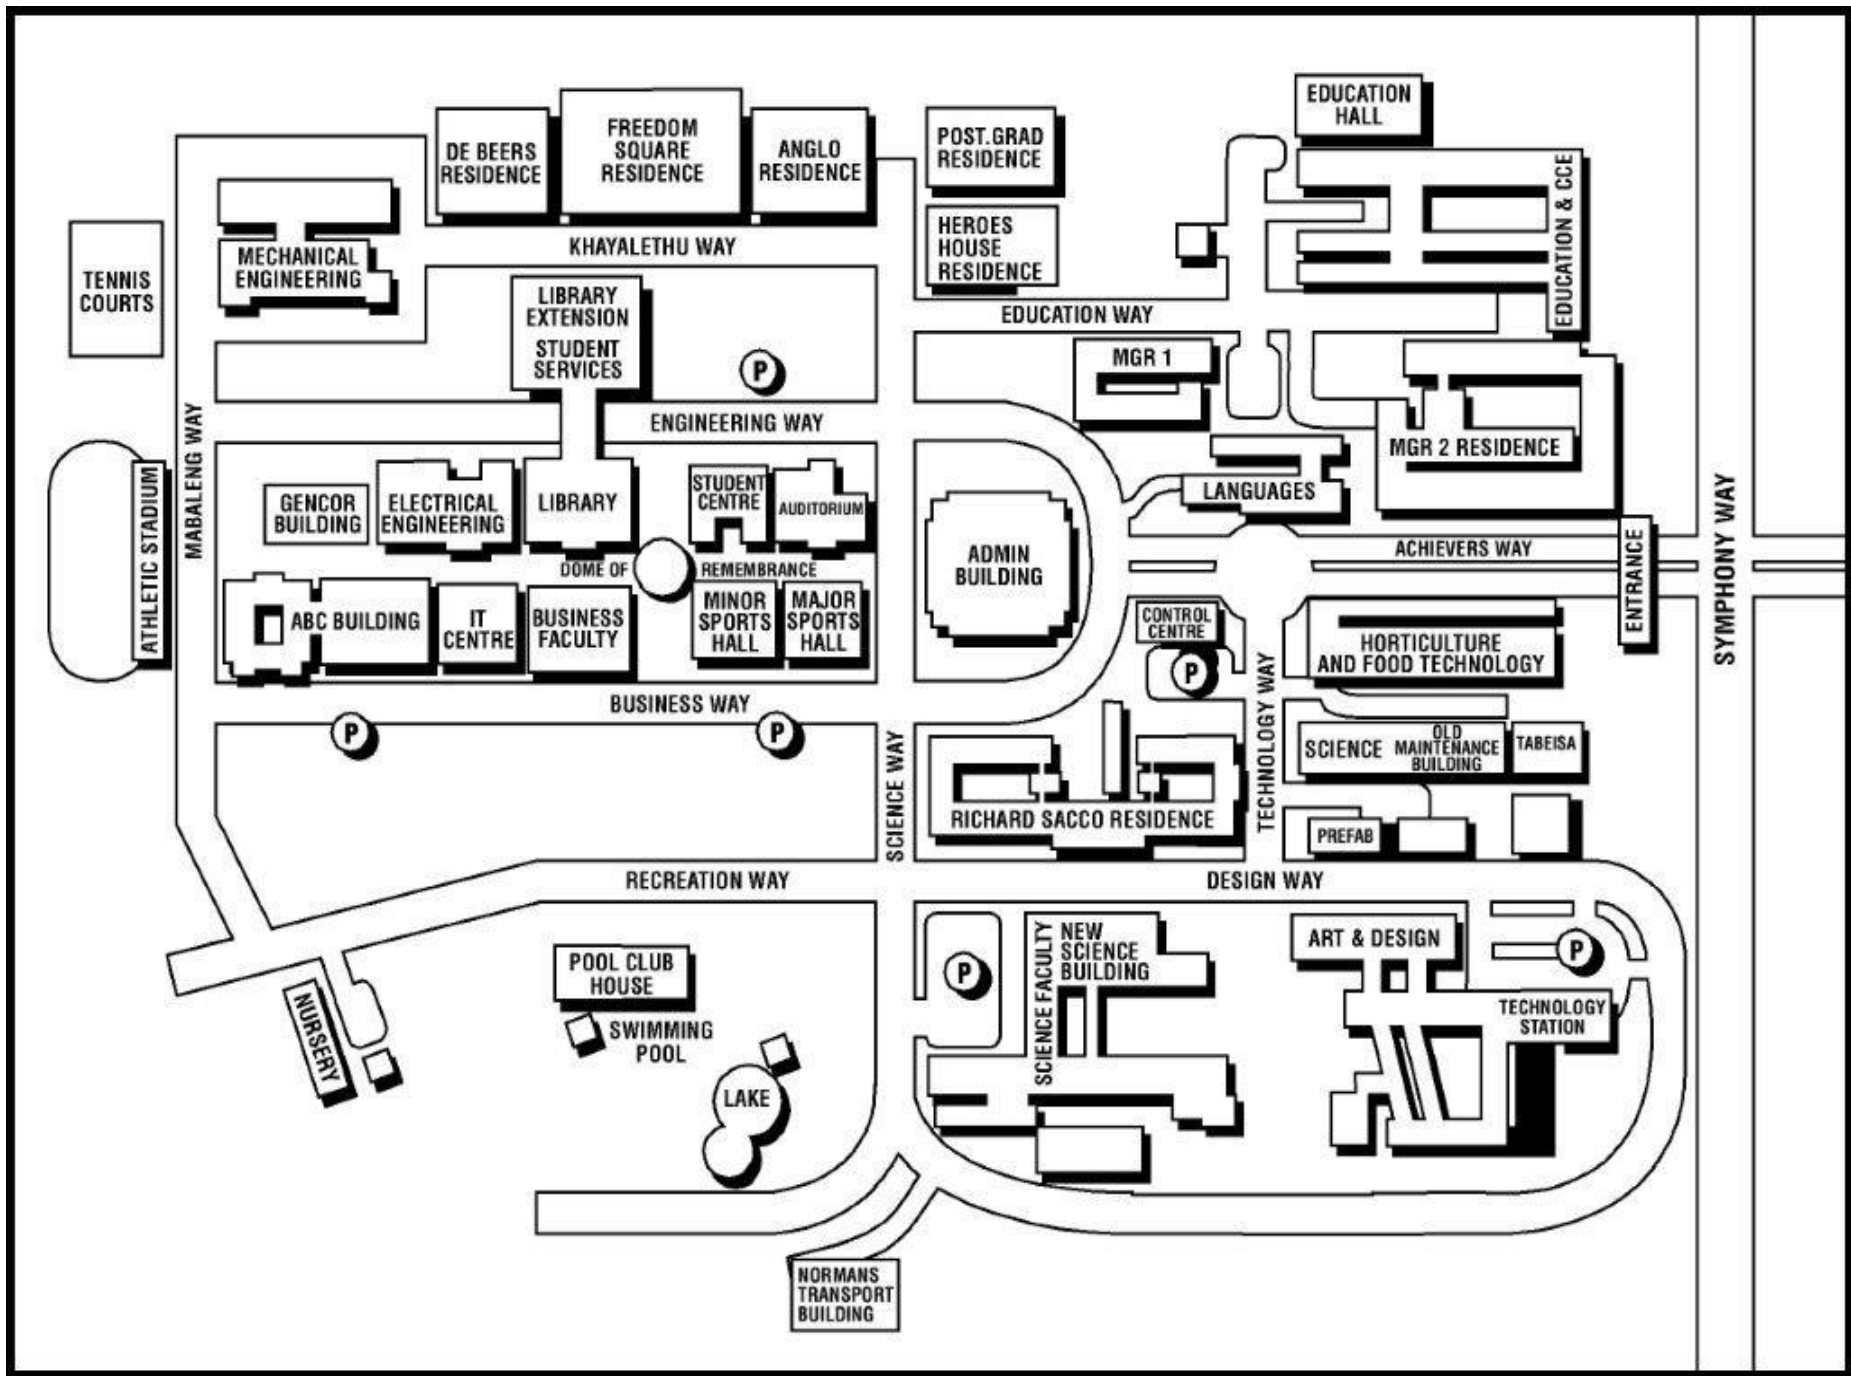 EDUCATION
HALL
DE BEERS
RESIDENCE
FREEDOM
SQUARE
RESIDENCE
ANGLO
RESIDENCE
POST.GRAD
RESIDENCE
HEROES
HOUSE
RESIDENCE
EDUCATION & CCE
KHAYALETHU WAY
MECHANICAL
ENGINEERING
TENNIS
COURTS
LIBRARY
EXTENSION
STUDENT
SERVICES
P
EDUCATION WAY
MGR 1
MGR 2 RESIDENCE
ENGINEERING WAY
MABALENG WAY
ATHLETIC STADIUM
GENCOR
BUILDING
ELECTRICAL
ENGINEERING
LIBRARY
STUDENT
CENTRE
AUDITORIUM
LANGUAGES
ADMIN
BUILDING
ACHIEVERS WAY
ENTRANCE
SYMPHONY WAY
DOME OF
REMEMBRANCE
ABC BUILDING
IT
CENTRE
BUSINESS
FACULTY
MINOR
SPORTS
HALL
MAJOR
SPORTS
HALL
CONTROL
CENTRE
P
HORTICULTURE
AND FOOD TECHNOLOGY
BUSINESS WAY
P
P
SCIENCE WAY
TECHNOLOGY WAY
SCIENCE
OLD
MAINTENANCE
BUILDING
TABEISA
RICHARD SACCO RESIDENCE
PREFAB
RECREATION WAY
DESIGN WAY
POOL CLUB
HOUSE
SWIMMING
POOL
NURSERY
LAKE
P
SCIENCE FACULTY
NEW
SCIENCE
BUILDING
ART & DESIGN
P
TECHNOLOGY
STATION
NORMANS
TRANSPORT
BUILDING